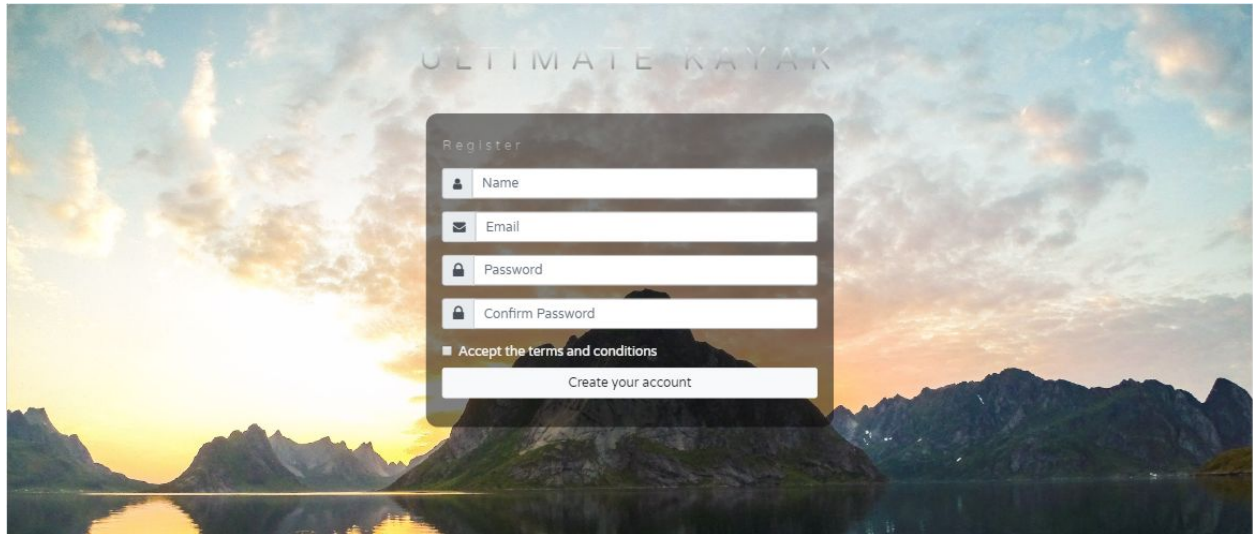 ULTIMATE KAYAK
Register
Name
Email
Password
Confirm Password
Accept the terms and conditions
Create your account